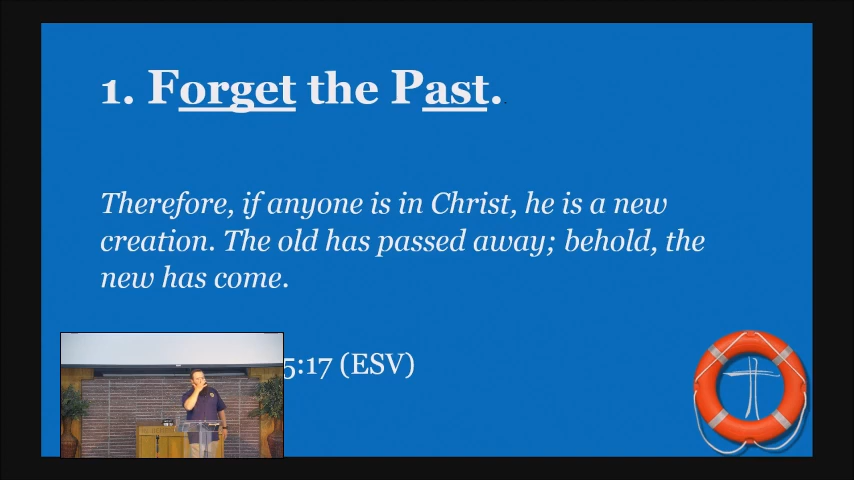 1. Forget the Past.
Therefore, if anyone is in Christ, he is a new
creation. The old has passed away; behold, the
new has come.
5:17 (ESV)